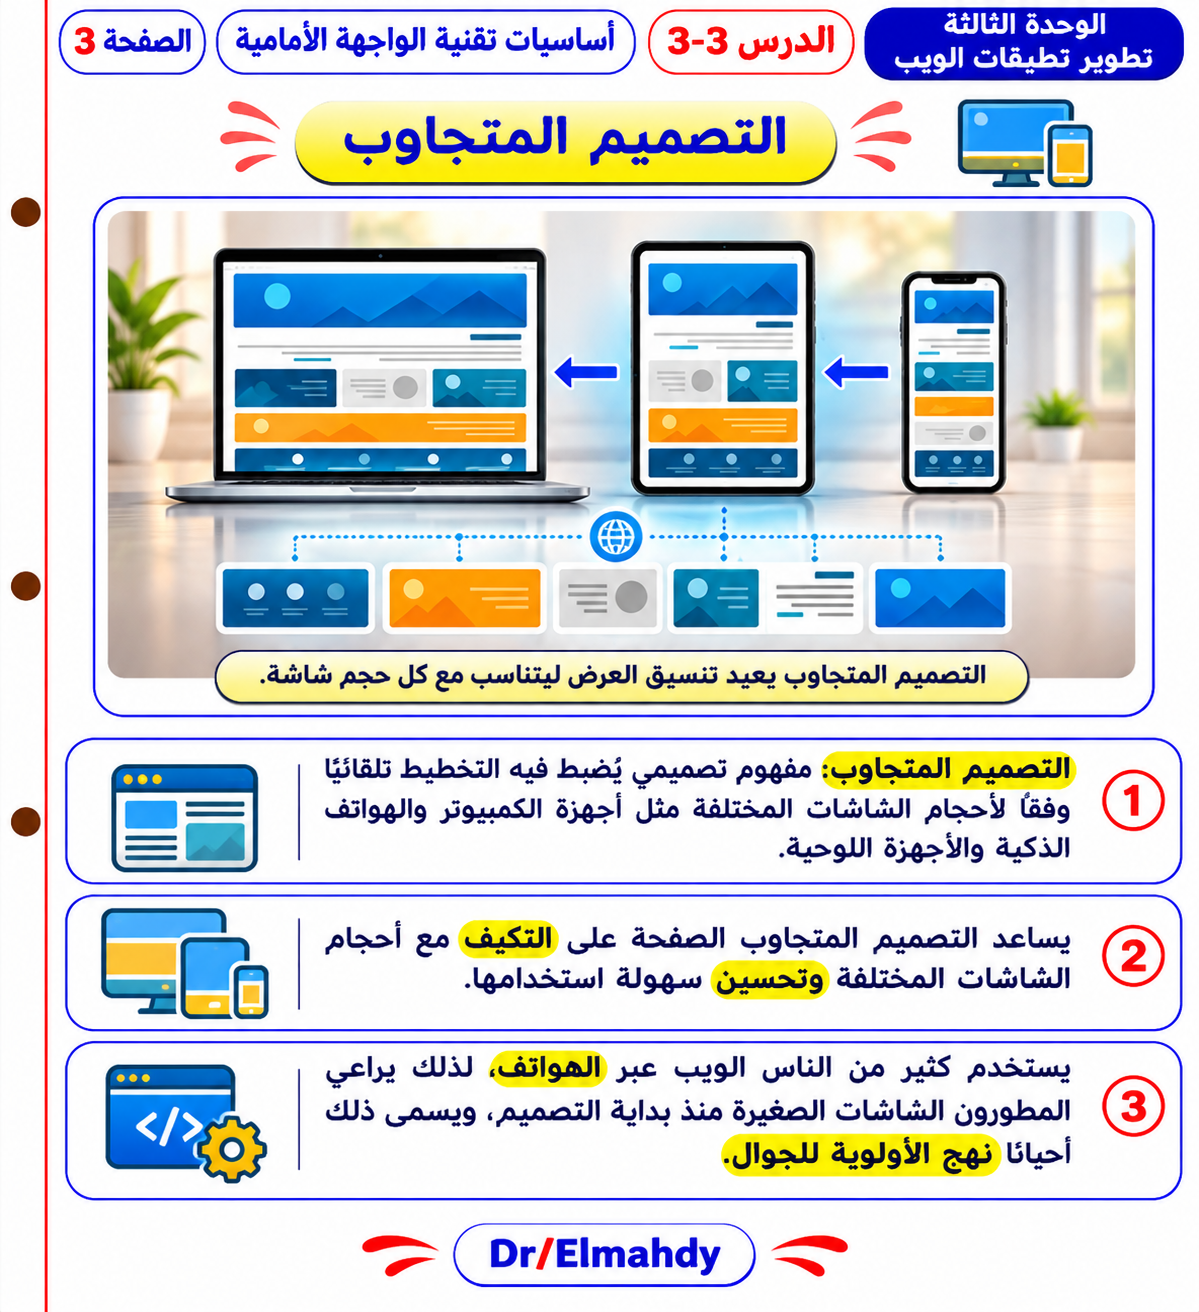 الوحدة الثالثة
تطوير تطيقات الويب
الدرس 3-3
أساسيات تقنية الواجهة الأمامية
الصفحة 3
التصميم المتجاوب
التصميم المتجاوب يعيد تنسيق العرض ليتناسب مع كل حجم شاشة.
1
التصميم المتجاوب: مفهوم تصميمي يُضبط فيه التخطيط تلقائيًا
وفقًا لأحجام الشاشات المختلفة مثل أجهزة الكمبيوتر والهواتف
الذكية والأجهزة اللوحية.
2
يساعد التصميم المتجاوب الصفحة على التكيف مع أحجام
الشاشات المختلفة وتحسين سهولة استخدامها.
3
يستخدم كثير من الناس الويب عبر الهواتف، لذلك يراعي
المطورون الشاشات الصغيرة منذ بداية التصميم، ويسمى ذلك
أحيانًا نهج الأولوية للجوال.
</>
Dr/Elmahdy